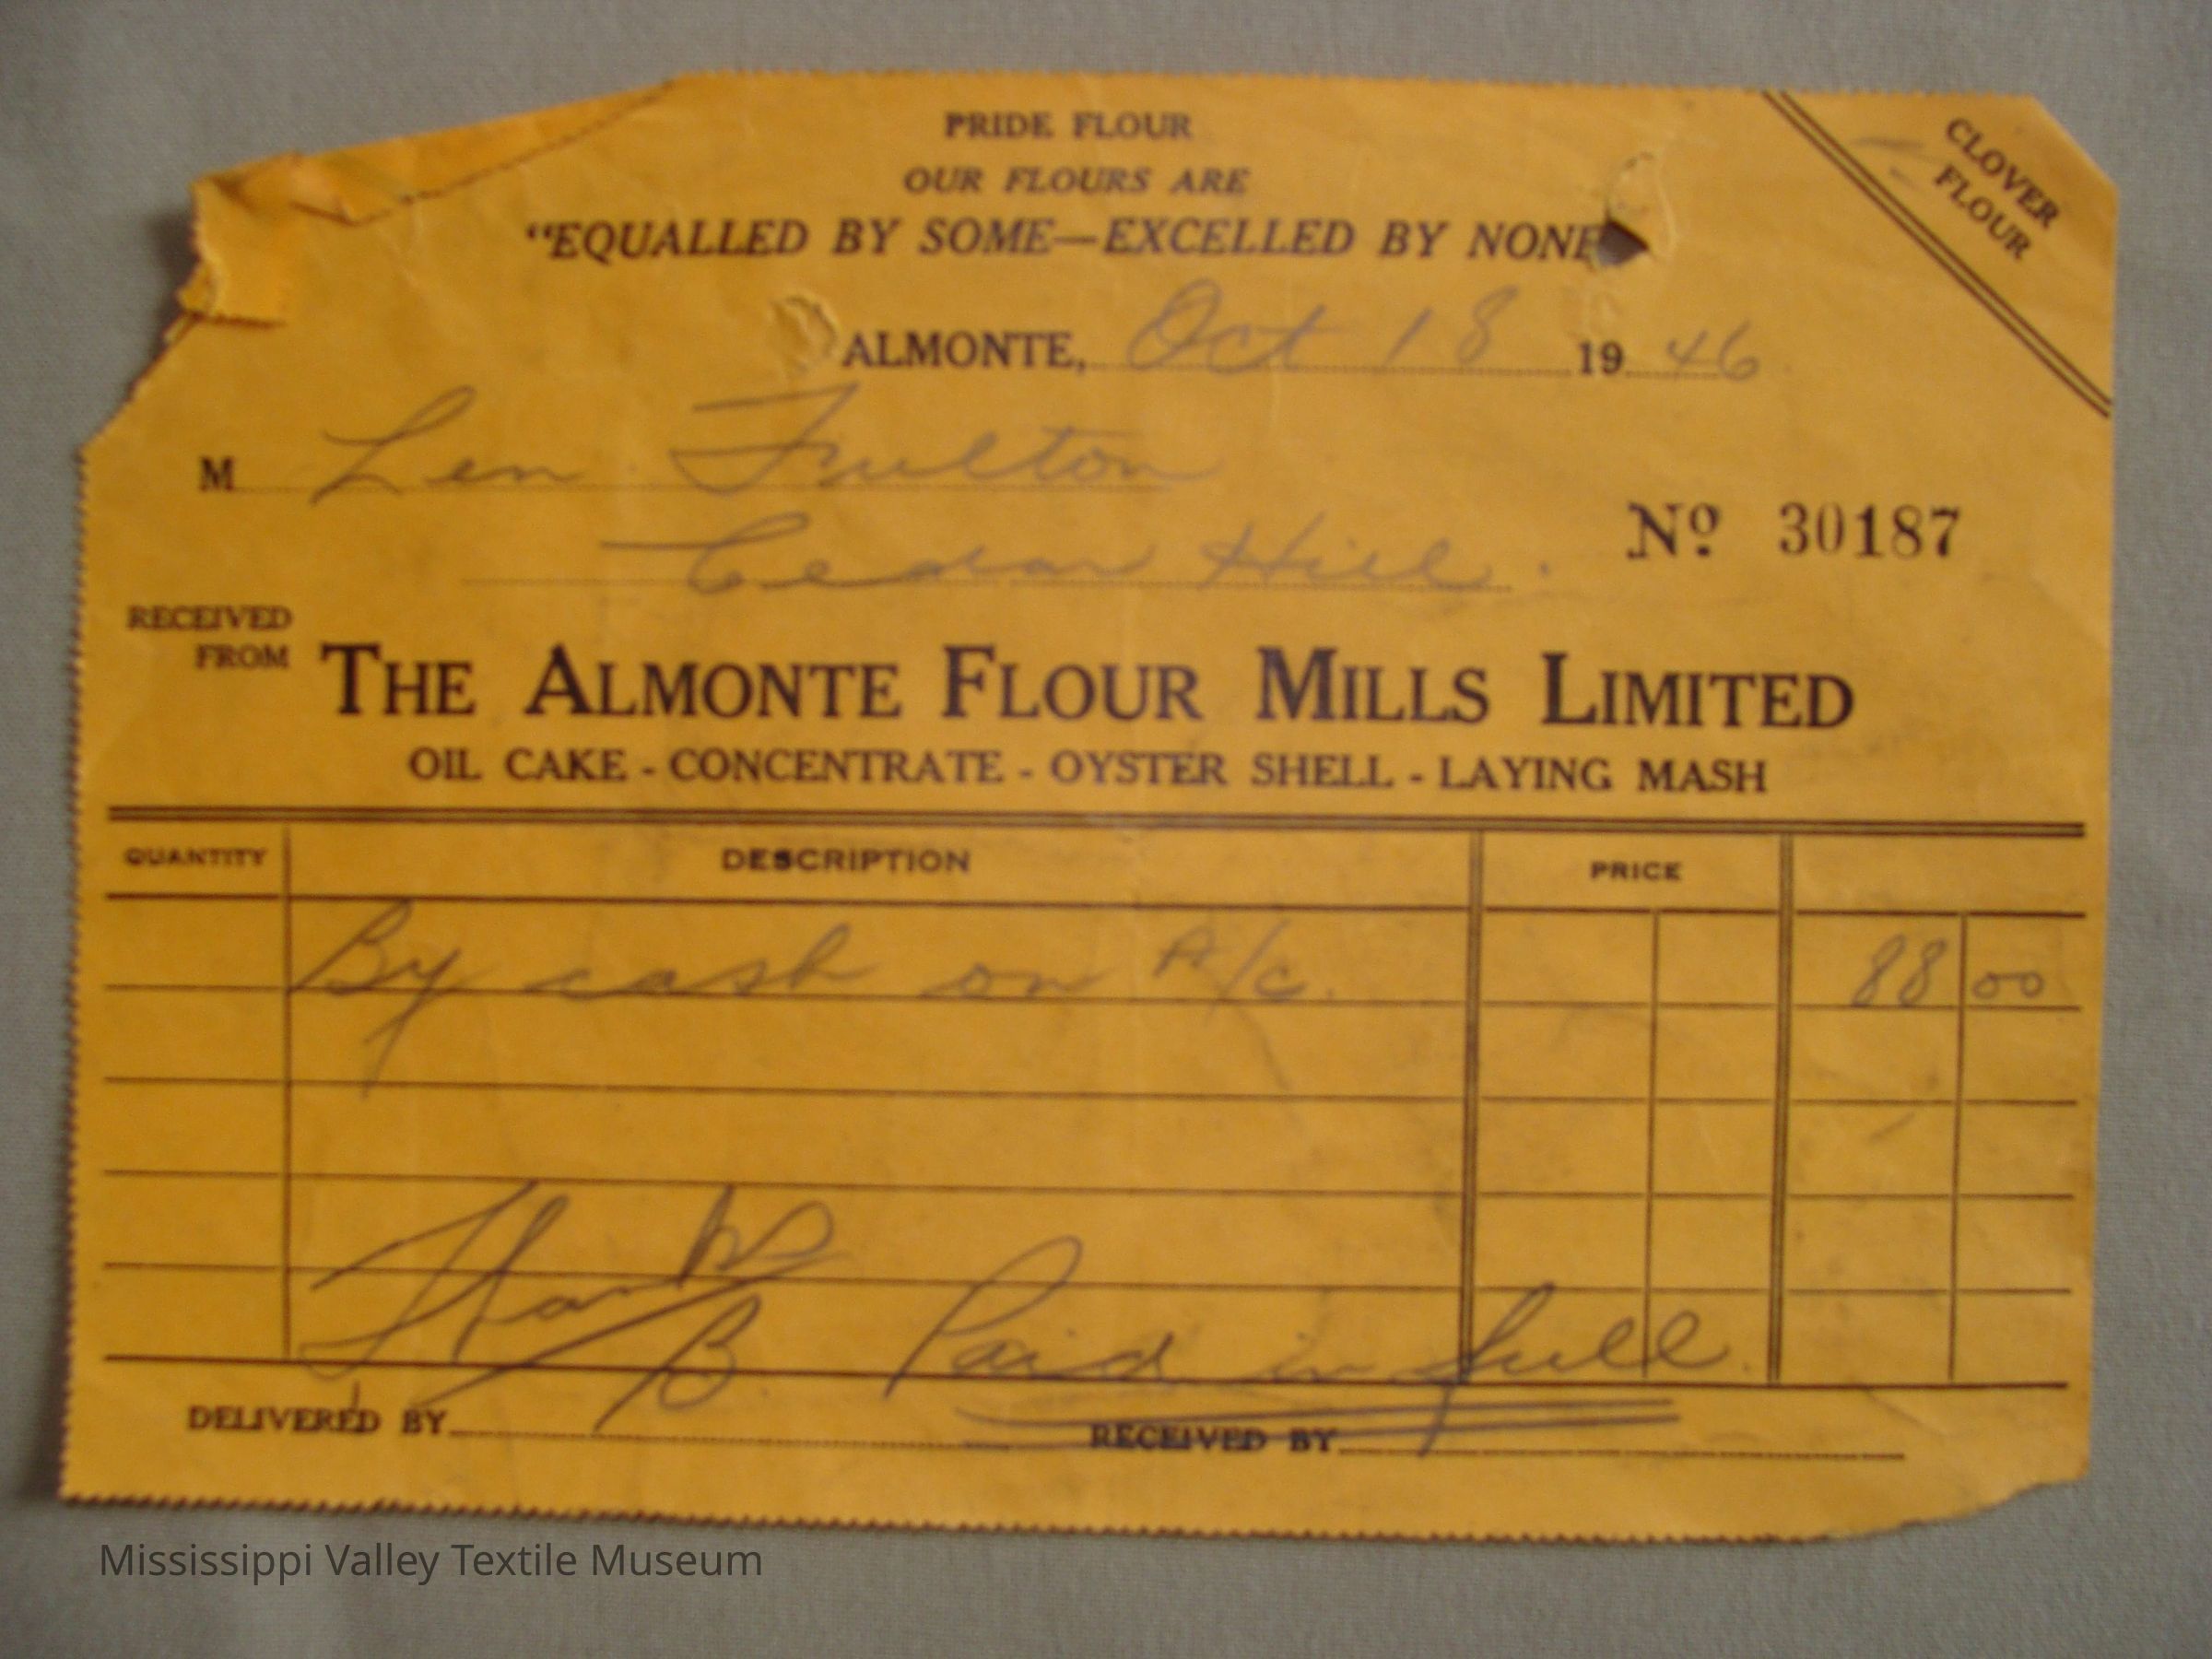 PRIDE FLOUR
OUR FLOURS ARE
"EQUALLED BY SOME—EXCELLED BY NONE
CLOVER
FLOUR
ALMONTE, Oct 18 1946
M Len Fulton
Cedar Hill.
Nº 30187
RECEIVED
FROM
THE ALMONTE FLOUR MILLS LIMITED
OIL CAKE - CONCENTRATE - OYSTER SHELL - LAYING MASH
QUANTITY DESCRIPTION PRICE
By cash on A/c. 88 00
Thanks
B Paid in full.
DELIVERED BY RECEIVED BY
Mississippi Valley Textile Museum